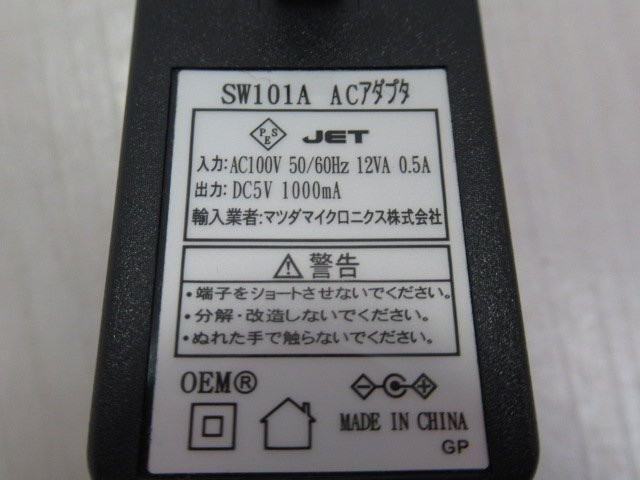 SW101A ACアダプタ
PSE JET
入力:AC100V 50/60Hz 12VA 0.5A
出力:DC5V 1000mA
輸入業者:マツダマイクロニクス株式会社
警告
・端子をショートさせないでください。
・分解・改造しないでください。
・ぬれた手で触らないでください。
OEM®
MADE IN CHINA
GP